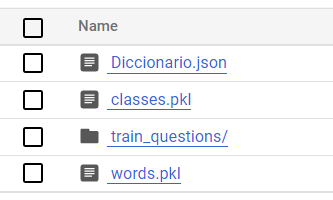 Name
Diccionario.json
classes.pkl
train_questions/
words.pkl